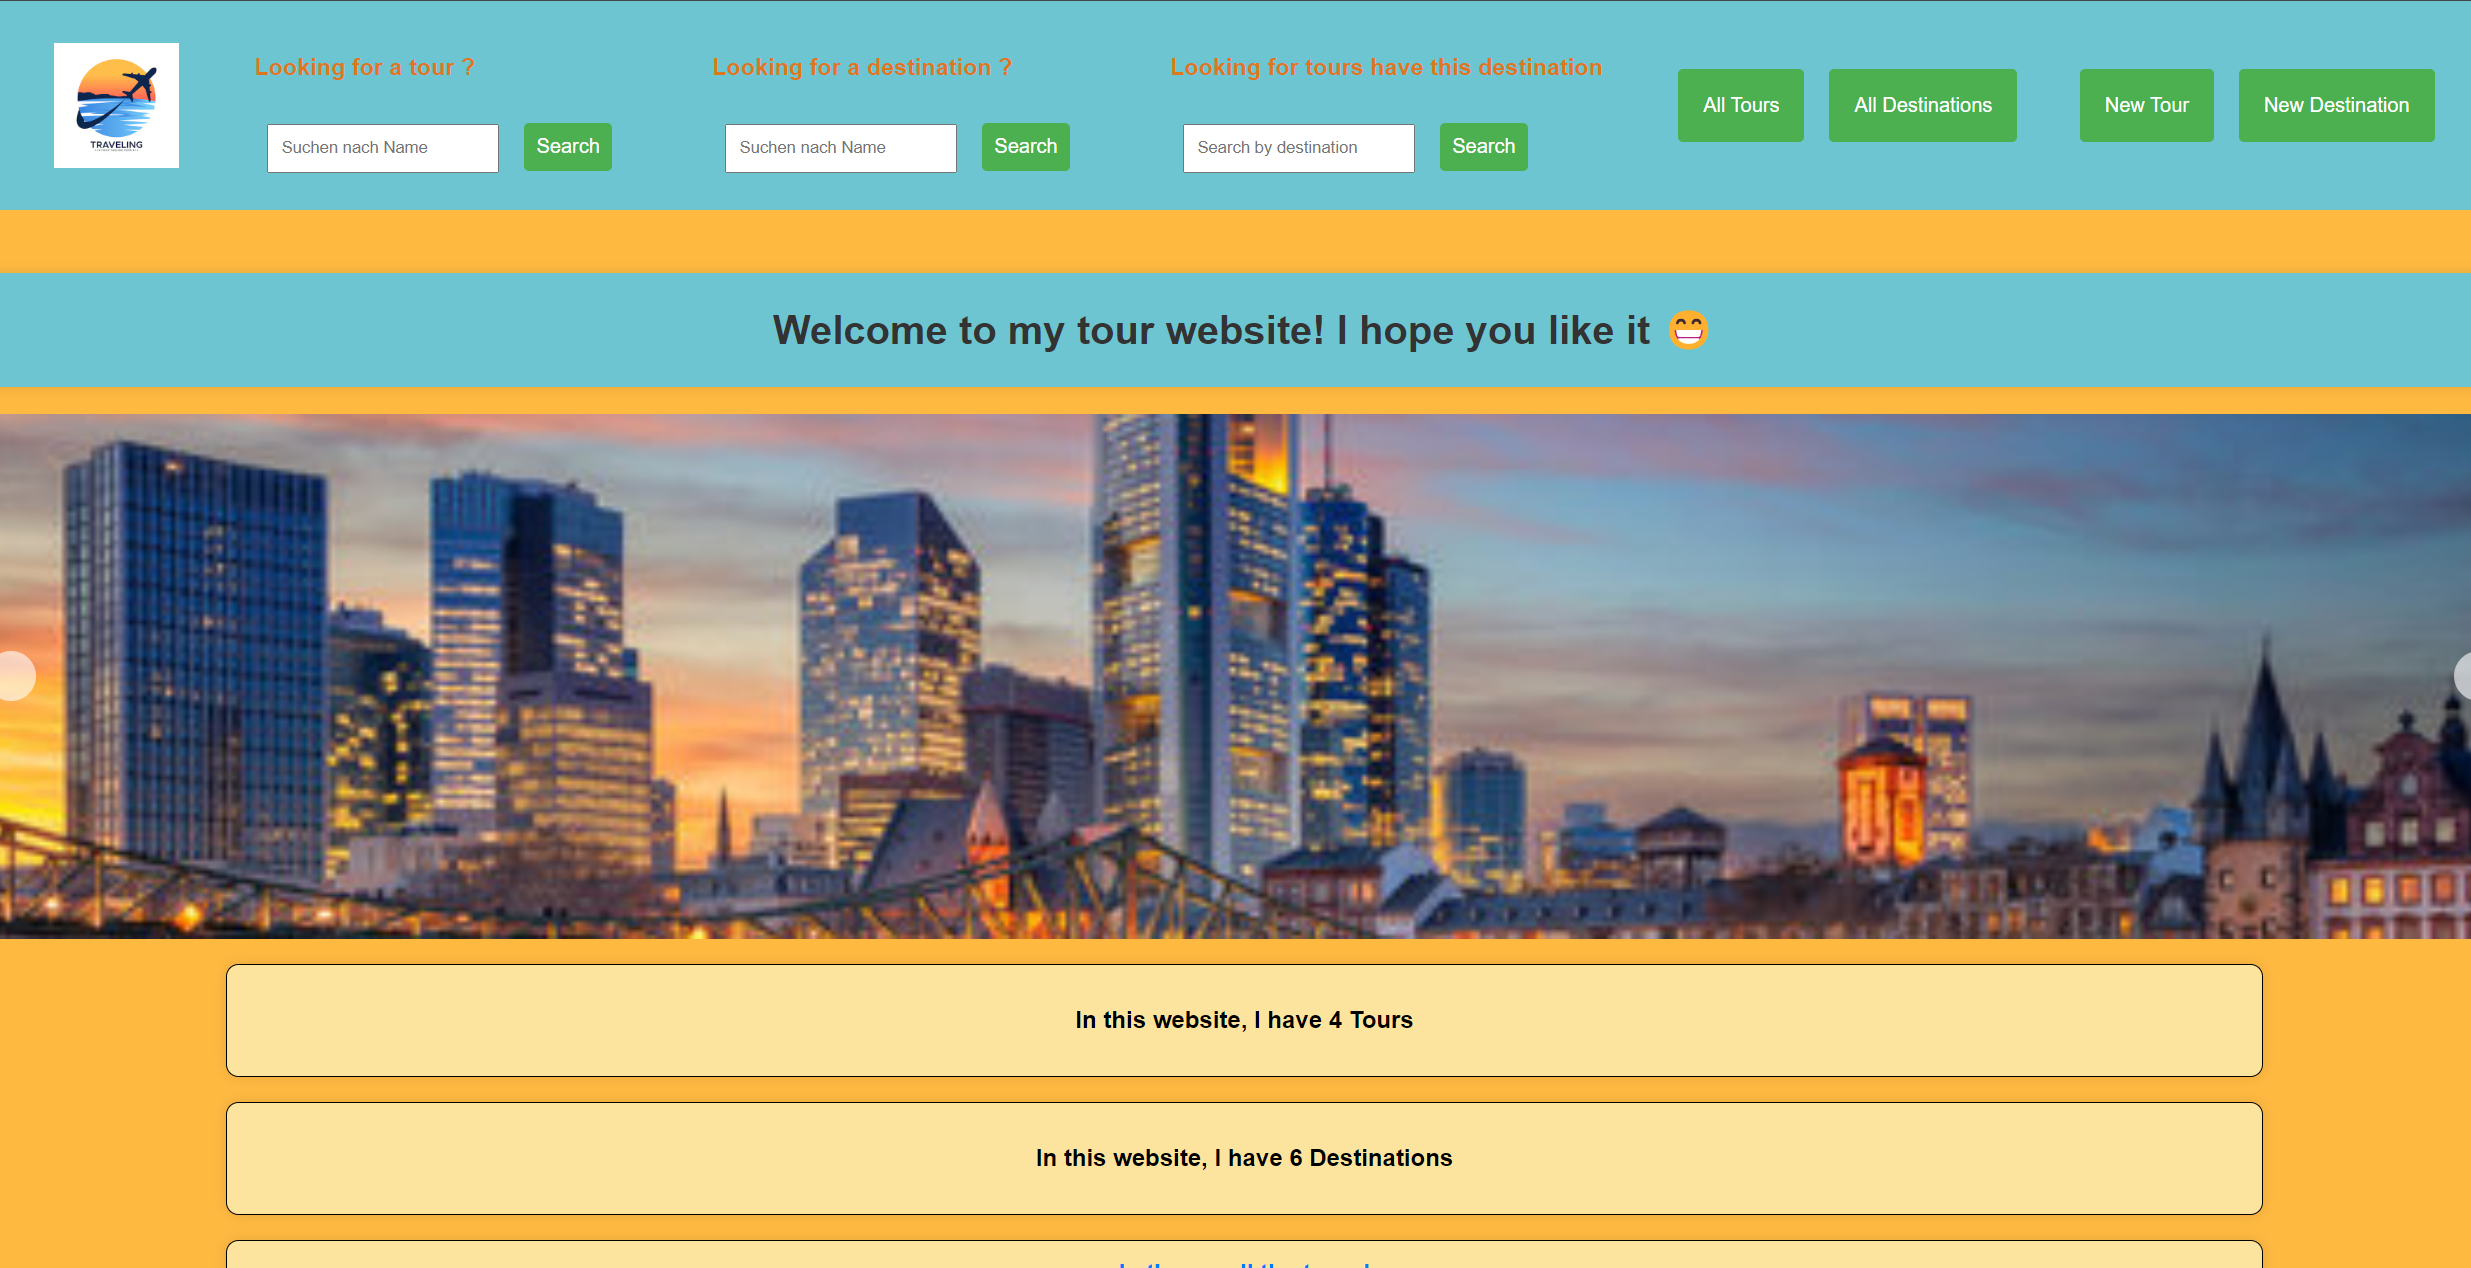 TRAVELING
Looking for a tour ?
Suchen nach Name
Search
Looking for a destination ?
Suchen nach Name
Search
Looking for tours have this destination
Search by destination
Search
All Tours
All Destinations
New Tour
New Destination
Welcome to my tour website! I hope you like it 😁
In this website, I have 4 Tours
In this website, I have 6 Destinations